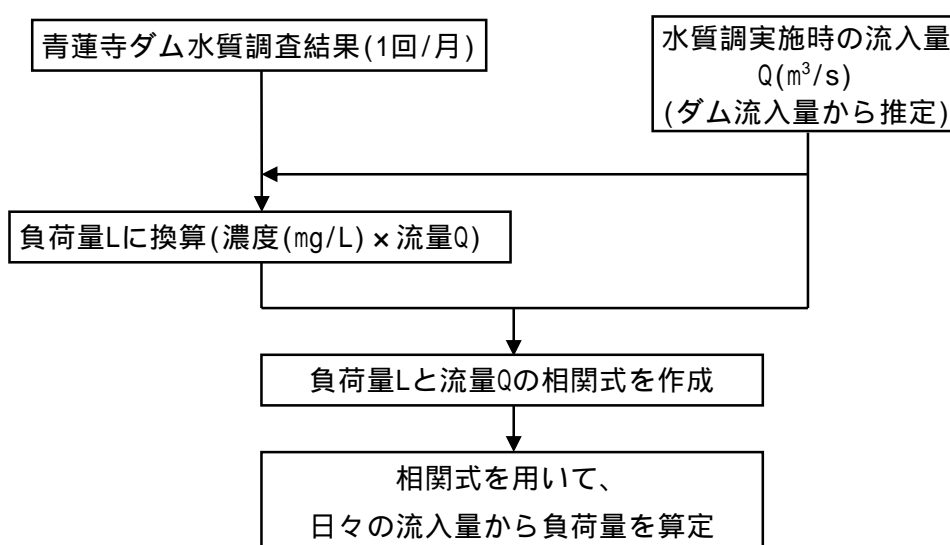 青蓮寺ダム水質調査結果(1回/月)
水質調実施時の流入量
Q(m³/s)
(ダム流入量から推定)
負荷量Lに換算(濃度(mg/L)×流量Q)
負荷量Lと流量Qの相関式を作成
相関式を用いて、
日々の流入量から負荷量を算定